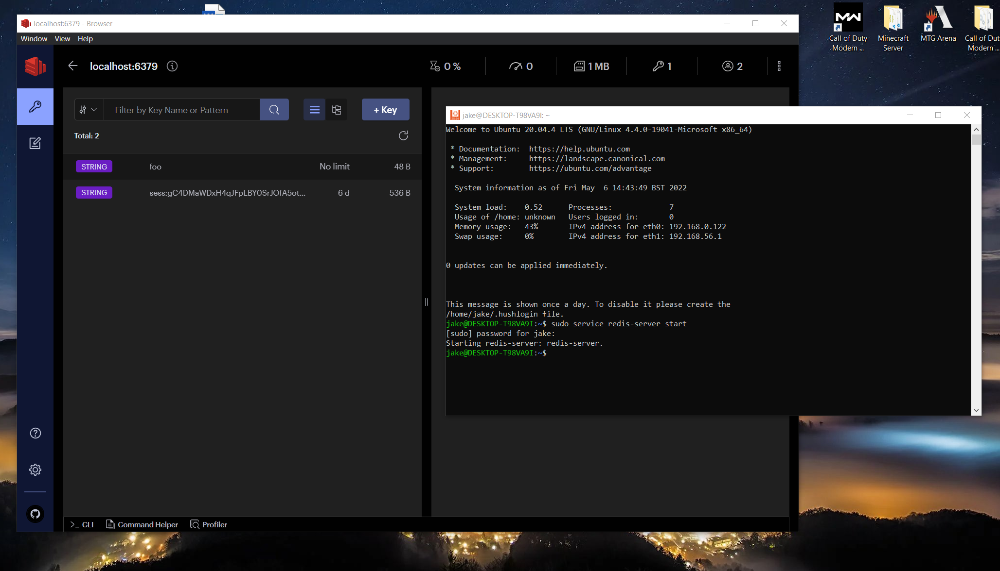 localhost:6379 - Browser
Window View Help
localhost:6379
0 %
0
1 MB
1
2
Filter by Key Name or Pattern
+ Key
Total: 2
STRING foo No limit 48 B
STRING sess:gC4DMaWDxH4qJFpLBY0SrJOfA5ot... 6 d 536 B
>_ CLI
Command Helper
Profiler
jake@DESKTOP-T98VA9I: ~
Welcome to Ubuntu 20.04.4 LTS (GNU/Linux 4.4.0-19041-Microsoft x86_64)
* Documentation: https://help.ubuntu.com
* Management: https://landscape.canonical.com
* Support: https://ubuntu.com/advantage
System information as of Fri May 6 14:43:49 BST 2022
System load: 0.52 Processes: 7
Usage of /home: unknown Users logged in: 0
Memory usage: 43% IPv4 address for eth0: 192.168.0.122
Swap usage: 0% IPv4 address for eth1: 192.168.56.1
0 updates can be applied immediately.
This message is shown once a day. To disable it please create the
/home/jake/.hushlogin file.
jake@DESKTOP-T98VA9I:~$ sudo service redis-server start
[sudo] password for jake:
Starting redis-server: redis-server.
jake@DESKTOP-T98VA9I:~$
MW
Call of Duty
Modern ...
Minecraft
Server
MTG Arena
Call of Dut
Modern ...